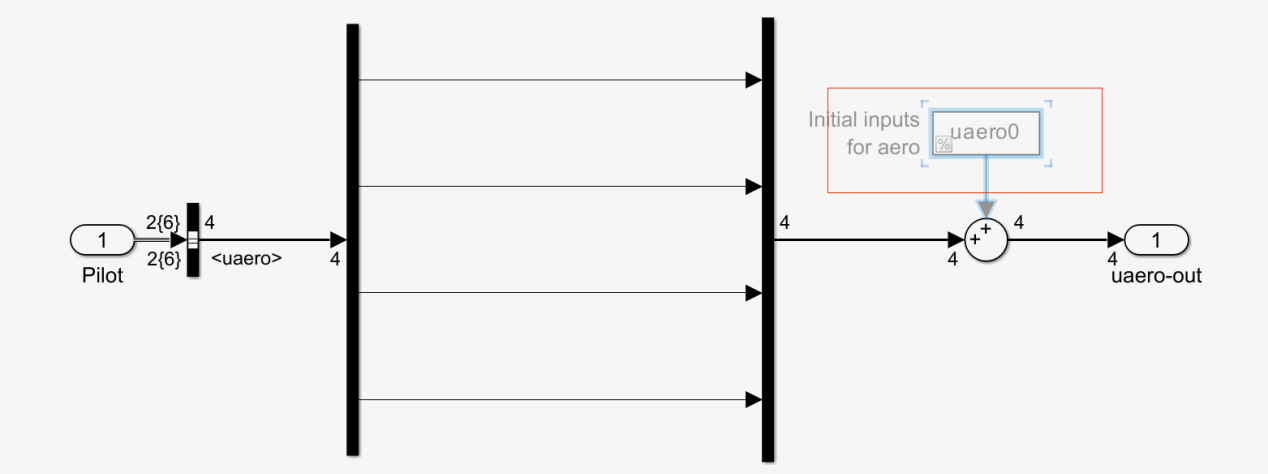 Initial inputs
for aero
uaero0
%
2{6}
4
4
4
1
+
+
1
2{6}
<uaero>
4
4
4
Pilot
uaero-out